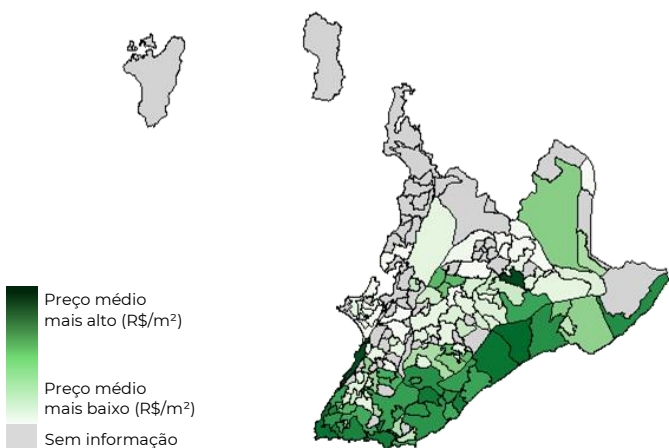 Preço médio
mais alto (R$/m²)
Preço médio
mais baixo (R$/m²)
Sem informação